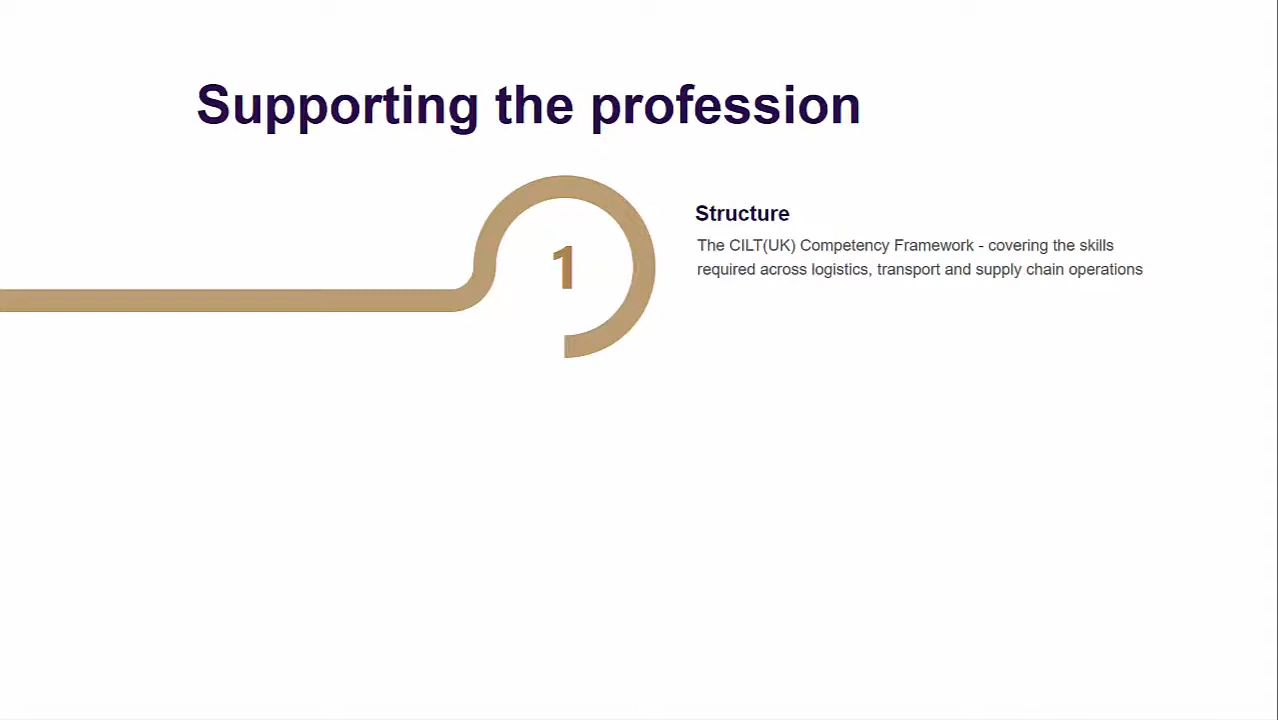 Supporting the profession
1
Structure
The CILT(UK) Competency Framework - covering the skills
required across logistics, transport and supply chain operations